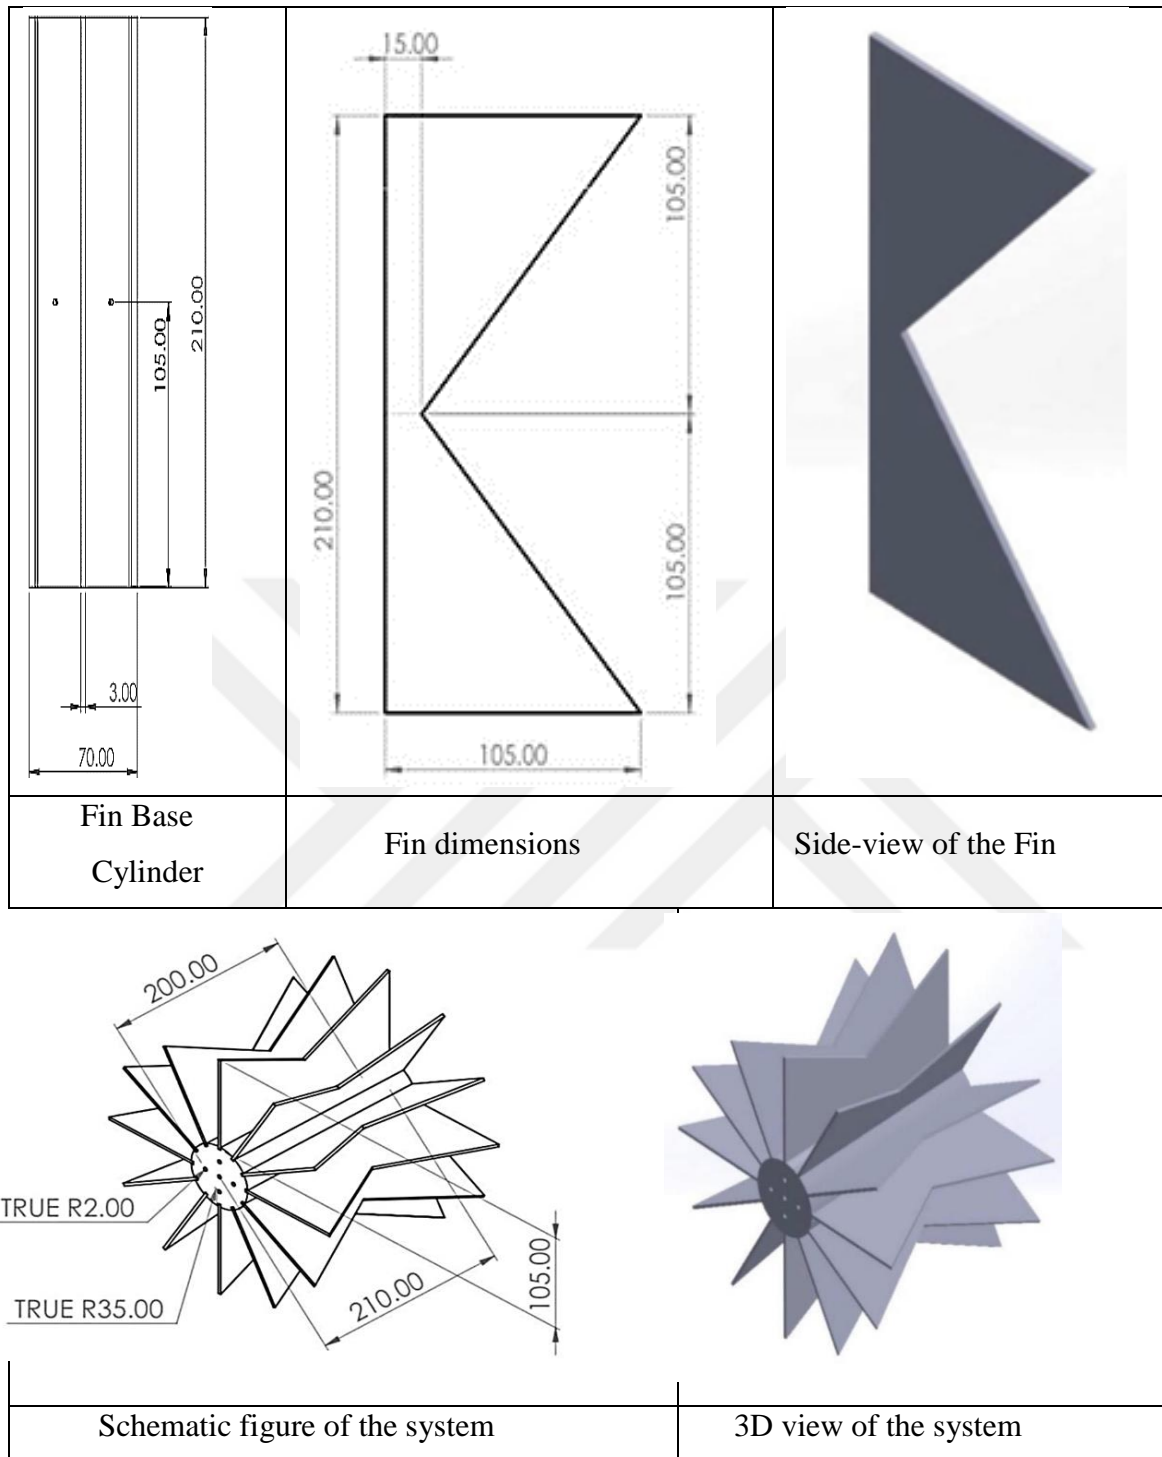 15.00
105.00
210.00
105.00
210.00
105.00
3.00
70.00
105.00
Fin Base
Cylinder
Fin dimensions
Side-view of the Fin
200.00
TRUE R2.00
TRUE R35.00
210.00
105.00
Schematic figure of the system
3D view of the system